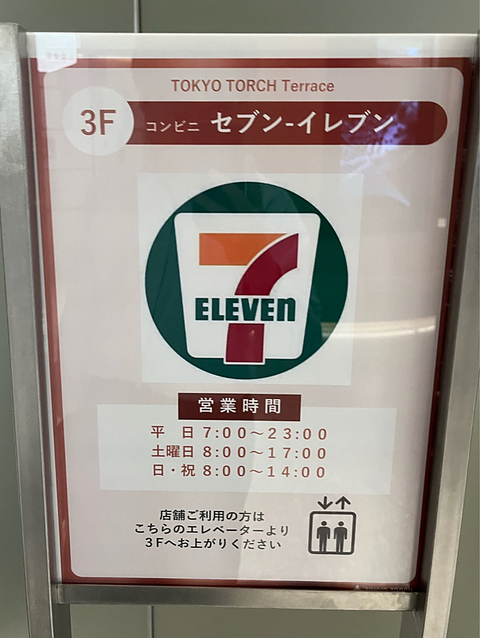 TOKYO TORCH Terrace
3F コンビニ セブン-イレブン
7
ELEVEn
営業時間
平 日 7:00〜23:00
土曜日 8:00〜17:00
日・祝 8:00〜14:00
店舗ご利用の方は
こちらのエレベーターより
3Fへお上がりください